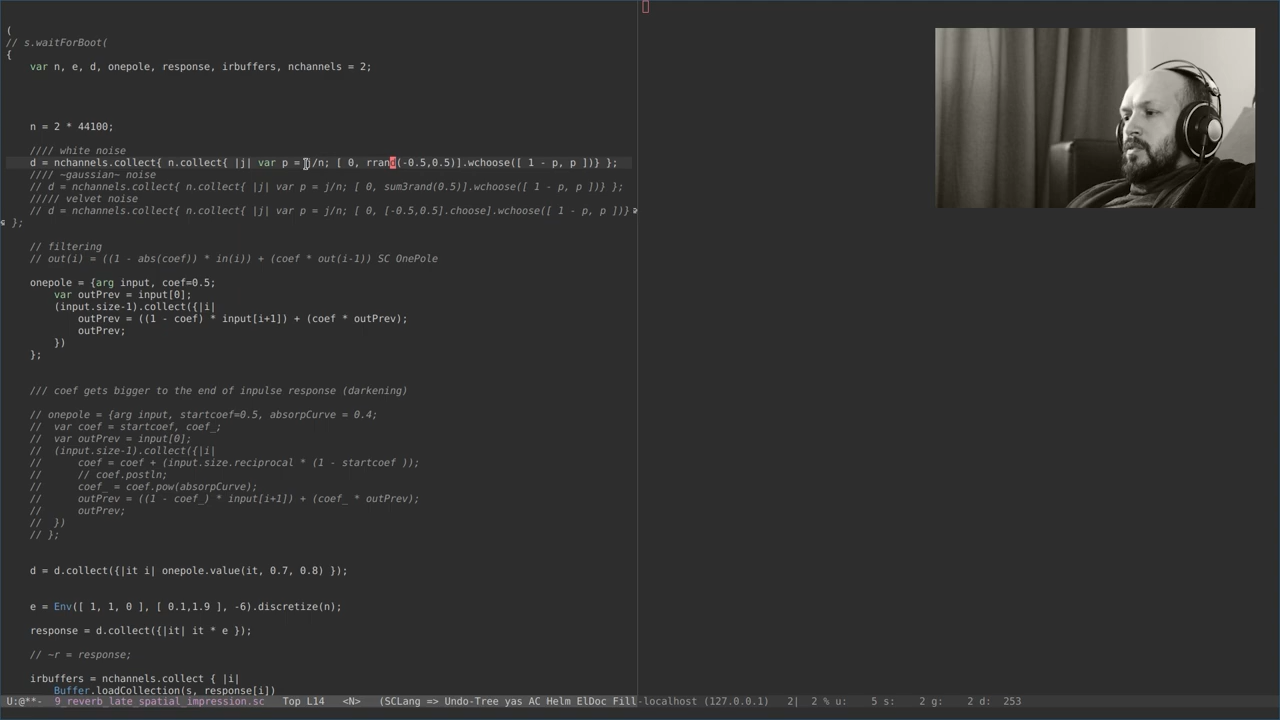 (
// s.waitForBoot(
{
    var n, e, d, onepole, response, irbuffers, nchannels = 2;
    n = 2 * 44100;
    //// white noise
    d = nchannels.collect{ n.collect{ |j| var p = j/n; [ 0, rrand(-0.5,0.5)].wchoose([ 1 - p, p ])} };
    //// ~gaussian~ noise
    // d = nchannels.collect{ n.collect{ |j| var p = j/n; [ 0, sum3rand(0.5)].wchoose([ 1 - p, p ])} };
    ///// velvet noise
    // d = nchannels.collect{ n.collect{ |j| var p = j/n; [ 0, [-0.5,0.5].choose].wchoose([ 1 - p, p ])}
 };
    // filtering
    // out(i) = ((1 - abs(coef)) * in(i)) + (coef * out(i-1)) SC OnePole
    onepole = {arg input, coef=0.5;
        var outPrev = input[0];
        (input.size-1).collect({|i|
            outPrev = ((1 - coef) * input[i+1]) + (coef * outPrev);
            outPrev;
        })
    };
    /// coef gets bigger to the end of inpulse response (darkening)
    // onepole = {arg input, startcoef=0.5, absorpCurve = 0.4;
    //  var coef = startcoef, coef_;
    //  var outPrev = input[0];
    //  (input.size-1).collect({|i|
    //      coef = coef + (input.size.reciprocal * (1 - startcoef ));
    //      // coef.postln;
    //      coef_ = coef.pow(absorpCurve);
    //      outPrev = ((1 - coef_) * input[i+1]) + (coef_ * outPrev);
    //      outPrev;
    //  })
    // };
    d = d.collect({|it i| onepole.value(it, 0.7, 0.8) });
    e = Env([ 1, 1, 0 ], [ 0.1,1.9 ], -6).discretize(n);
    response = d.collect({|it| it * e });
    // ~r = response;
    irbuffers = nchannels.collect { |i|
        Buffer.loadCollection(s, response[i])
U:@**-  9_reverb_late_spatial_impression.sc   Top L14   <N>   (SCLang => Undo-Tree yas AC Helm ElDoc Fill-localhost (127.0.0.1)   2|  2 % u:    5 s:    2 g:    2 d:  253